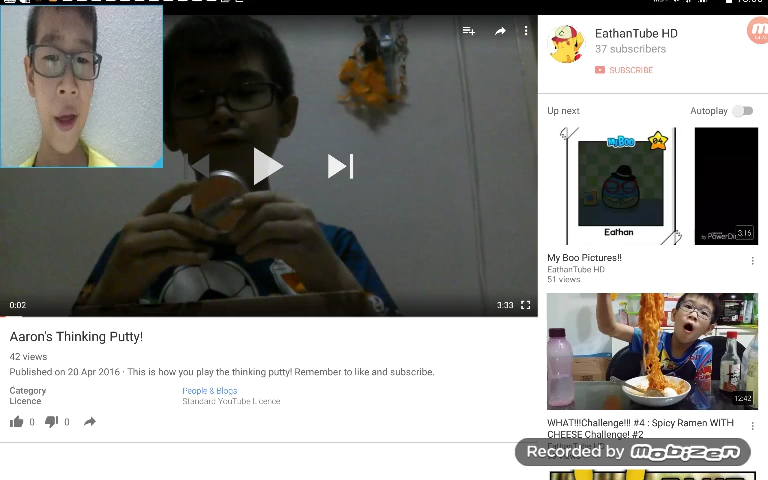 EathanTube HD
37 subscribers
SUBSCRIBE
Up next
Autoplay
MyBoo
84
Eathan
3:16
My Boo Pictures!!
EathanTube HD
51 views
0:02
3:33
Aaron's Thinking Putty!
42 views
Published on 20 Apr 2016 · This is how you play the thinking putty! Remember to like and subscribe.
Category
People & Blogs
Licence
Standard YouTube Licence
0
0
12:42
WHAT!!!Challenge!!! #4 : Spicy Ramen WITH
CHEESE Challenge! #2
Recorded by mobizen